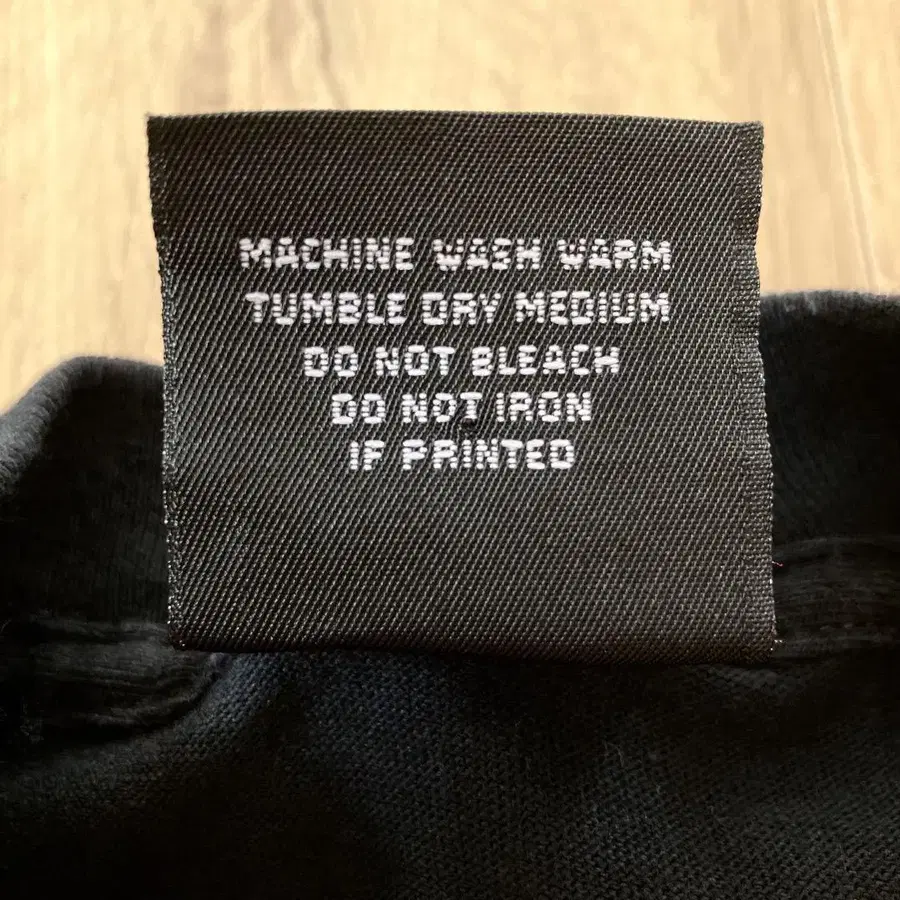 MACHINE WASH WARM
TUMBLE DRY MEDIUM
DO NOT BLEACH
DO NOT IRON
IF PRINTED